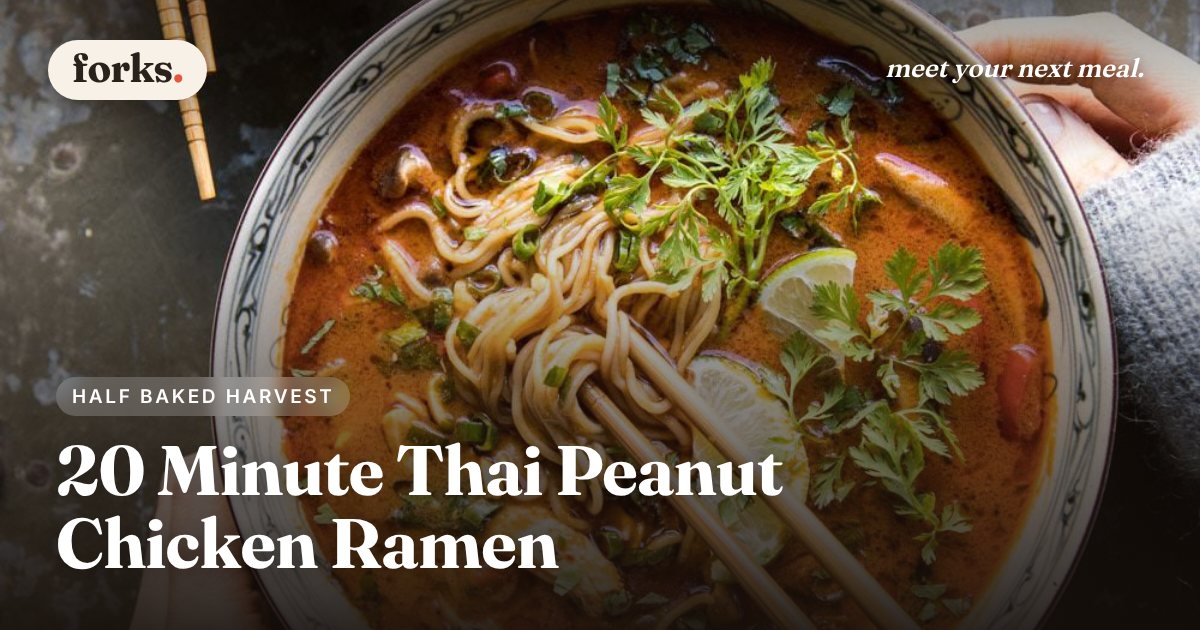 forks.
meet your next meal.
HALF BAKED HARVEST
20 Minute Thai Peanut
Chicken Ramen